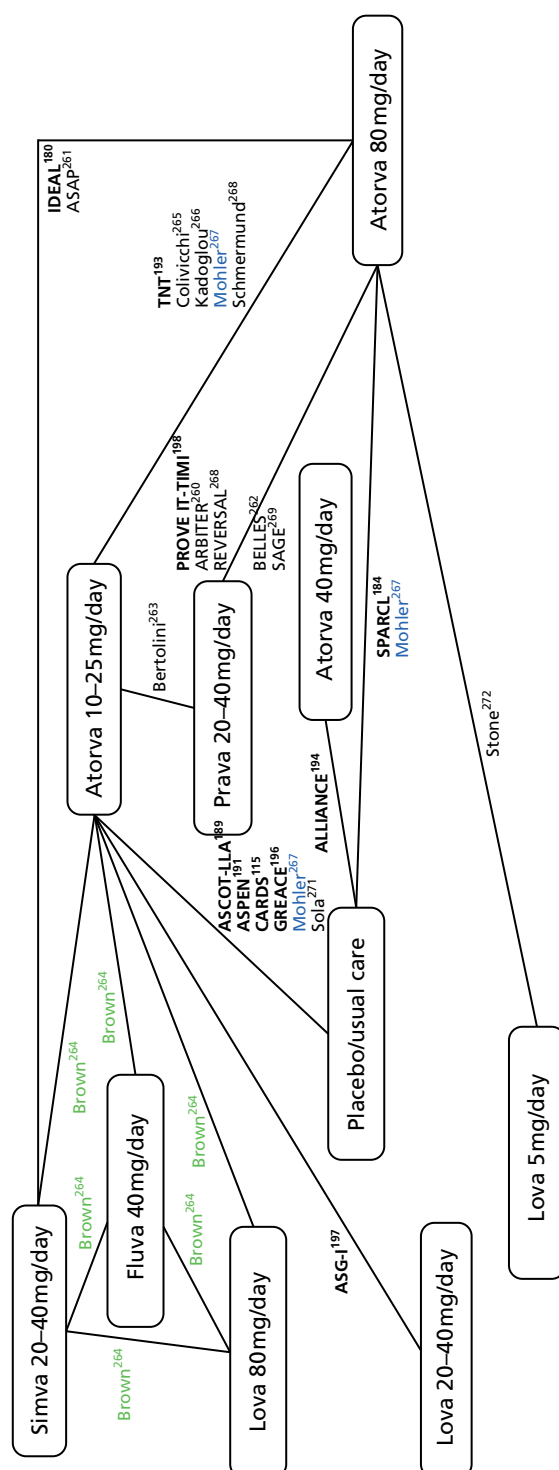 Simva 20–40mg/day
Brown264
Brown264
Brown264
Fluva 40mg/day
Brown264
Brown264
Brown264
Lova 80mg/day
ASG-I197
Lova 20–40mg/day
IDEAL180
ASAP261
Atorva 10–25mg/day
TNT193
Colivicchi265
Kadoglou266
Mohler267
Schmermund268
Bertolini263
Prava 20–40mg/day
PROVE IT-TIMI198
ARBITER260
REVERSAL268
BELLES262
SAGE269
ASCOT-LLA189
ASPEN191
CARDS115
GREACE196
Mohler267
Sola271
Placebo/usual care
ALLIANCE194
Atorva 40mg/day
SPARCL184
Mohler267
Atorva 80mg/day
Stone272
Lova 5mg/day